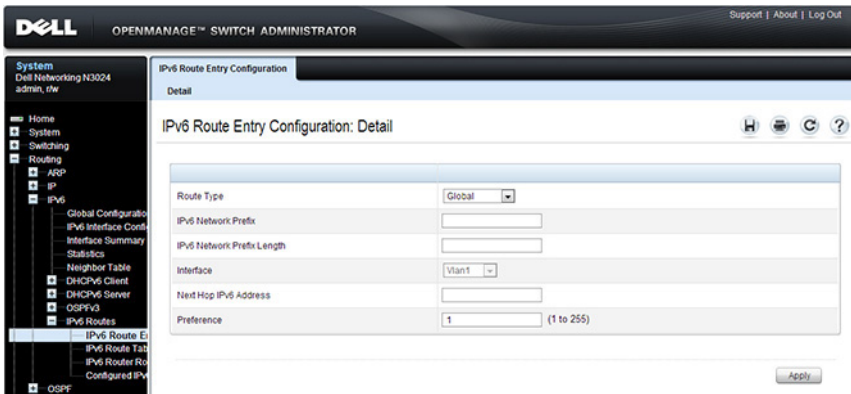 Support | About | Log Out
DELL OPENMANAGE™ SWITCH ADMINISTRATOR
System
Dell Networking N3024
admin, r/w
Home
System
Switching
Routing
ARP
IP
IPv6
Global Configuratio
IPv6 Interface Confi
Interface Summary
Statistics
Neighbor Table
DHCPv6 Client
DHCPv6 Server
OSPFv3
IPv6 Routes
IPv6 Route E
IPv6 Route Tab
IPv6 Router Ro
Configured IPv
OSPF
IPv6 Route Entry Configuration
Detail
IPv6 Route Entry Configuration: Detail
H C ?
Route Type Global
IPv6 Network Prefix
IPv6 Network Prefix Length
Interface Vlan1
Next Hop IPv6 Address
Preference 1 (1 to 255)
Apply